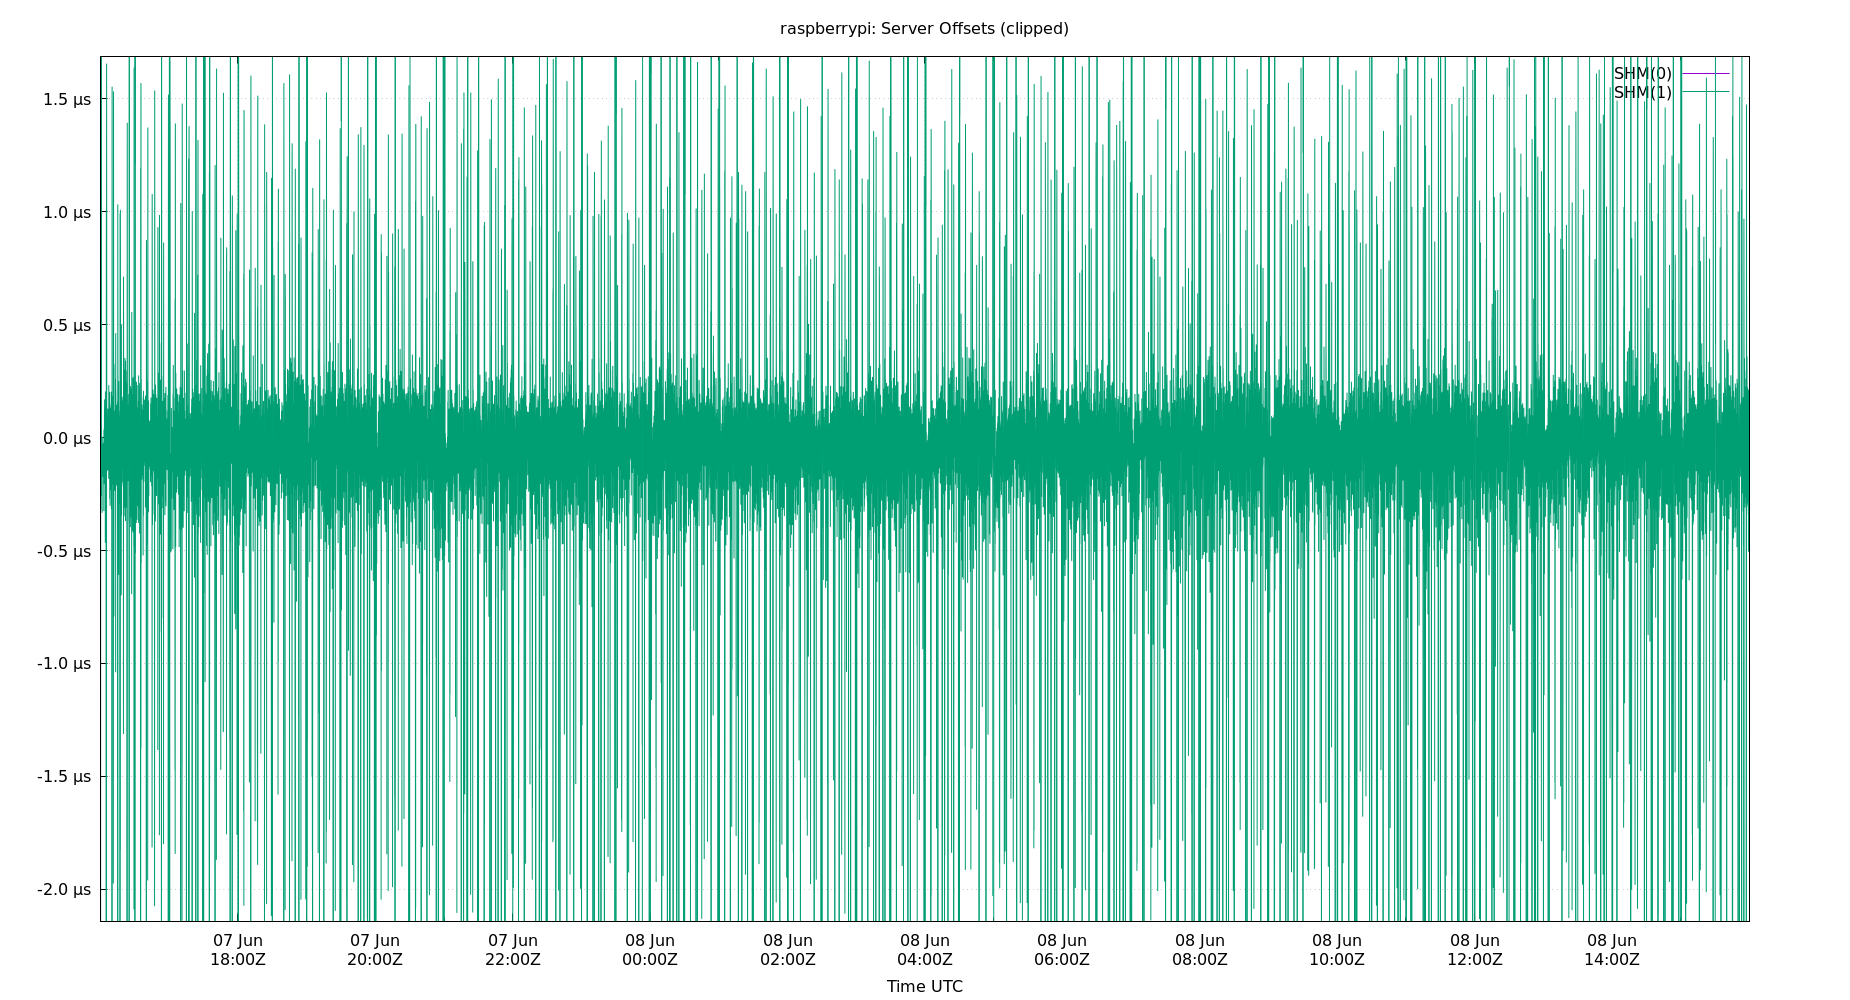 raspberrypi: Server Offsets (clipped)
SHM(0)
SHM(1)
1.5 µs
1.0 µs
0.5 µs
0.0 µs
-0.5 µs
-1.0 µs
-1.5 µs
-2.0 µs
07 Jun 07 Jun 07 Jun 08 Jun 08 Jun 08 Jun 08 Jun 08 Jun 08 Jun 08 Jun 08 Jun
18:00Z 20:00Z 22:00Z 00:00Z 02:00Z 04:00Z 06:00Z 08:00Z 10:00Z 12:00Z 14:00Z
Time UTC